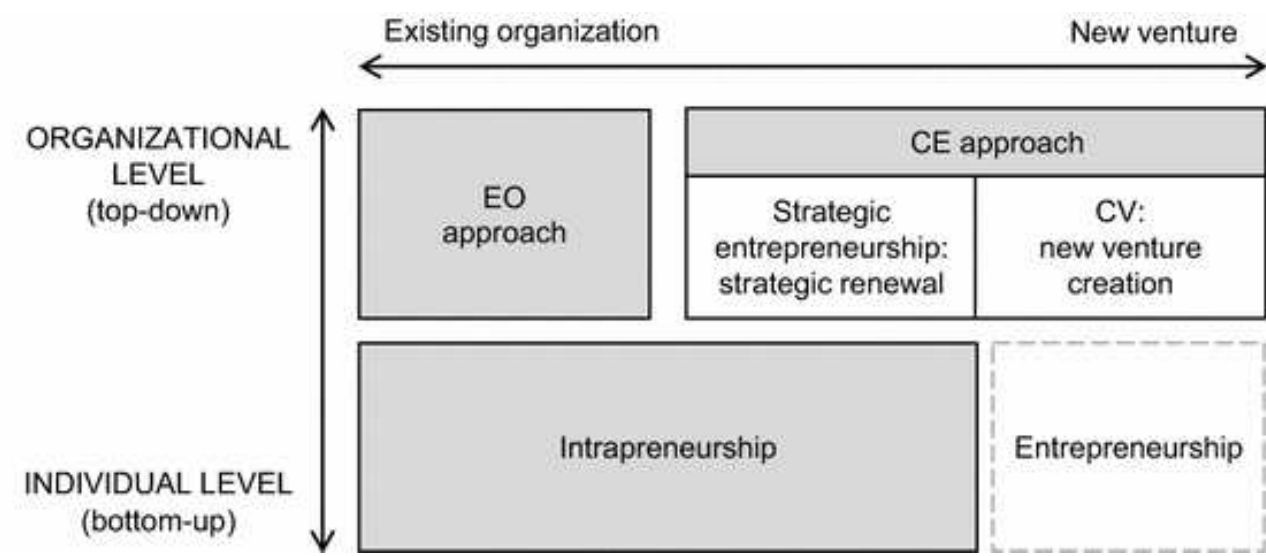 Existing organization
New venture
ORGANIZATIONAL
LEVEL
(top-down)
EO
approach
CE approach
Strategic
entrepreneurship:
strategic renewal
CV:
new venture
creation
Intrapreneurship
Entrepreneurship
INDIVIDUAL LEVEL
(bottom-up)